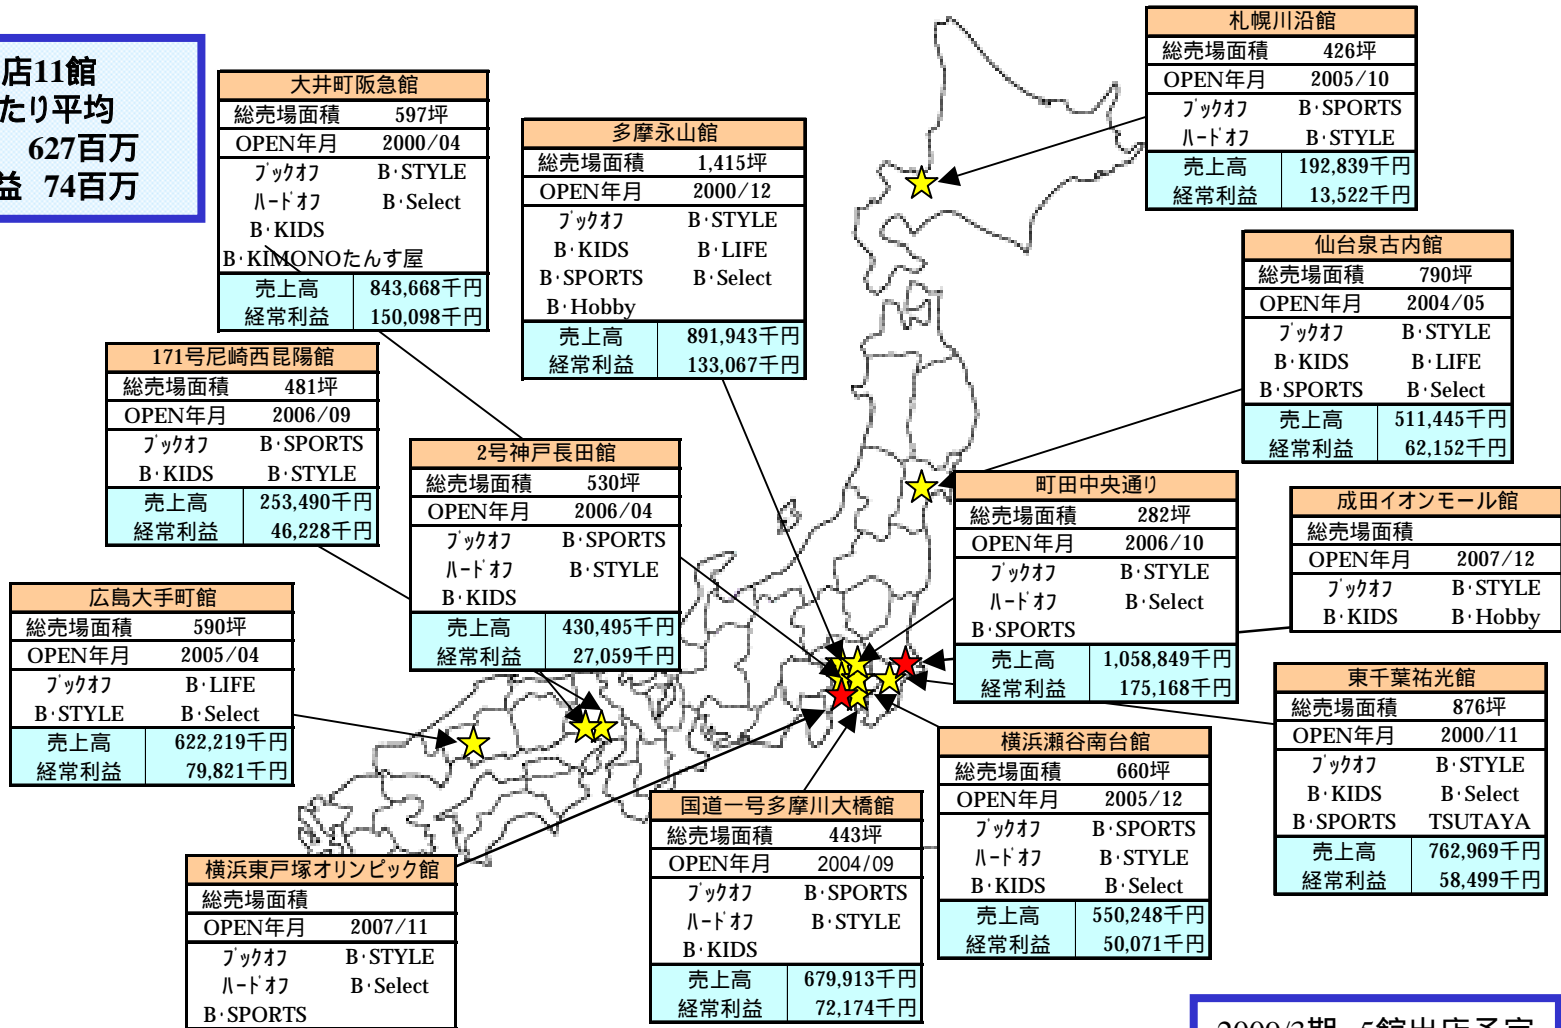 店11館
たり平均
627百万
益 74百万
大井町阪急館
総売場面積 597坪
OPEN年月 2000/04
ブックオフ B・STYLE
ハードオフ B・Select
B・KIDS
B・KIMONOたんす屋
売上高 843,668千円
経常利益 150,098千円
多摩永山館
総売場面積 1,415坪
OPEN年月 2000/12
ブックオフ B・STYLE
B・KIDS B・LIFE
B・SPORTS B・Select
B・Hobby
売上高 891,943千円
経常利益 133,067千円
札幌川沿館
総売場面積 426坪
OPEN年月 2005/10
ブックオフ B・SPORTS
ハードオフ B・STYLE
売上高 192,839千円
経常利益 13,522千円
仙台泉古内館
総売場面積 790坪
OPEN年月 2004/05
ブックオフ B・STYLE
B・KIDS B・LIFE
B・SPORTS B・Select
売上高 511,445千円
経常利益 62,152千円
171号尼崎西昆陽館
総売場面積 481坪
OPEN年月 2006/09
ブックオフ B・SPORTS
B・KIDS B・STYLE
売上高 253,490千円
経常利益 46,228千円
2号神戸長田館
総売場面積 530坪
OPEN年月 2006/04
ブックオフ B・SPORTS
ハードオフ B・STYLE
B・KIDS
売上高 430,495千円
経常利益 27,059千円
町田中央通り
総売場面積 282坪
OPEN年月 2006/10
ブックオフ B・STYLE
ハードオフ B・Select
B・SPORTS
売上高 1,058,849千円
経常利益 175,168千円
成田イオンモール館
総売場面積
OPEN年月 2007/12
ブックオフ B・STYLE
B・KIDS B・Hobby
広島大手町館
総売場面積 590坪
OPEN年月 2005/04
ブックオフ B・LIFE
B・STYLE B・Select
売上高 622,219千円
経常利益 79,821千円
東千葉祐光館
総売場面積 876坪
OPEN年月 2000/11
ブックオフ B・STYLE
B・KIDS B・Select
B・SPORTS TSUTAYA
売上高 762,969千円
経常利益 58,499千円
横浜瀬谷南台館
総売場面積 660坪
OPEN年月 2005/12
ブックオフ B・SPORTS
ハードオフ B・STYLE
B・KIDS B・Select
売上高 550,248千円
経常利益 50,071千円
国道一号多摩川大橋館
総売場面積 443坪
OPEN年月 2004/09
ブックオフ B・SPORTS
ハードオフ B・STYLE
B・KIDS
売上高 679,913千円
経常利益 72,174千円
横浜東戸塚オリンピック館
総売場面積
OPEN年月 2007/11
ブックオフ B・STYLE
ハードオフ B・Select
B・SPORTS
2009/3期 5館出店予定